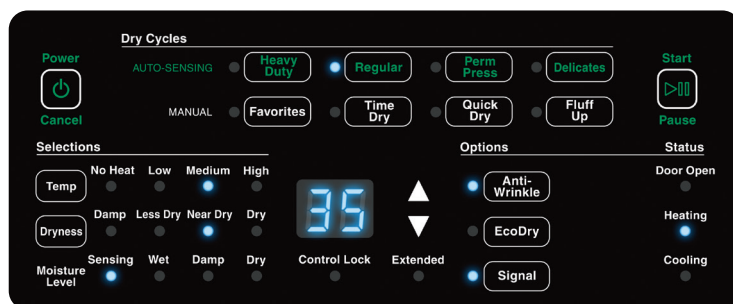 Dry Cycles
Power
Cancel
AUTO-SENSING
Heavy
Duty
Regular
Perm
Press
Delicates
Start
Pause
MANUAL
Favorites
Time
Dry
Quick
Dry
Fluff
Up
Selections
Temp
No Heat Low Medium High
Dryness
Damp Less Dry Near Dry Dry
Moisture
Level
Sensing Wet Damp Dry
35
Control Lock
Extended
Options
Anti-
Wrinkle
EcoDry
Signal
Status
Door Open
Heating
Cooling